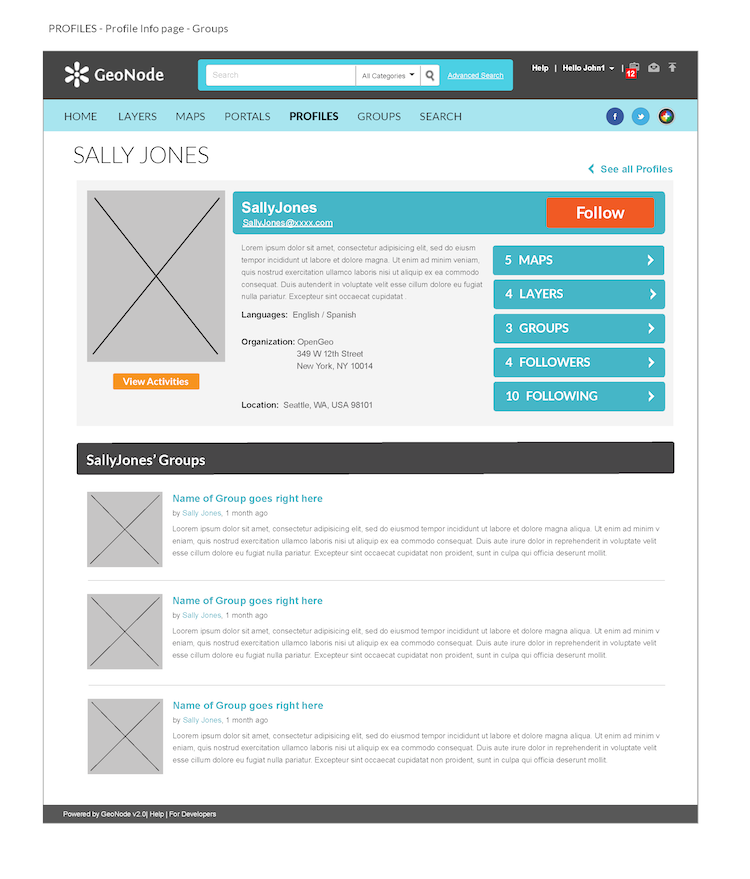 PROFILES - Profile Info page - Groups
GeoNode
Search
All Categories
Advanced Search
Help | Hello John1 |
12
HOME LAYERS MAPS PORTALS PROFILES GROUPS SEARCH
f
SALLY JONES
See all Profiles
SallyJones
SallyJones@xxxx.com
Follow
Lorem ipsum dolor sit amet, consectetur adipisicing elit, sed do eiusm
tempor incididunt ut labore et dolore magna. Ut enim ad minim veniam,
quis nostrud exercitation ullamco laboris nisi ut aliquip ex ea commodo
consequat. Duis autenderit in voluptate velit esse cillum dolore eu fugiat
nulla pariatur. Excepteur sint occaecat cupidatat .
Languages: English / Spanish
Organization: OpenGeo
349 W 12th Street
New York, NY 10014
Location: Seattle, WA, USA 98101
View Activities
5 MAPS
4 LAYERS
3 GROUPS
4 FOLLOWERS
10 FOLLOWING
SallyJones' Groups
Name of Group goes right here
by Sally Jones, 1 month ago
Lorem ipsum dolor sit amet, consectetur adipisicing elit, sed do eiusmod tempor incididunt ut labore et dolore magna aliqua. Ut enim ad minim v
eniam, quis nostrud exercitation ullamco laboris nisi ut aliquip ex ea commodo consequat. Duis aute irure dolor in reprehenderit in voluptate velit
esse cillum dolore eu fugiat nulla pariatur. Excepteur sint occaecat cupidatat non proident, sunt in culpa qui officia deserunt mollit.
Name of Group goes right here
by Sally Jones, 1 month ago
Lorem ipsum dolor sit amet, consectetur adipisicing elit, sed do eiusmod tempor incididunt ut labore et dolore magna aliqua. Ut enim ad minim v
eniam, quis nostrud exercitation ullamco laboris nisi ut aliquip ex ea commodo consequat. Duis aute irure dolor in reprehenderit in voluptate velit
esse cillum dolore eu fugiat nulla pariatur. Excepteur sint occaecat cupidatat non proident, sunt in culpa qui officia deserunt mollit.
Name of Group goes right here
by Sally Jones, 1 month ago
Lorem ipsum dolor sit amet, consectetur adipisicing elit, sed do eiusmod tempor incididunt ut labore et dolore magna aliqua. Ut enim ad minim v
eniam, quis nostrud exercitation ullamco laboris nisi ut aliquip ex ea commodo consequat. Duis aute irure dolor in reprehenderit in voluptate velit
esse cillum dolore eu fugiat nulla pariatur. Excepteur sint occaecat cupidatat non proident, sunt in culpa qui officia deserunt mollit.
Powered by GeoNode v2.0| Help | For Developers